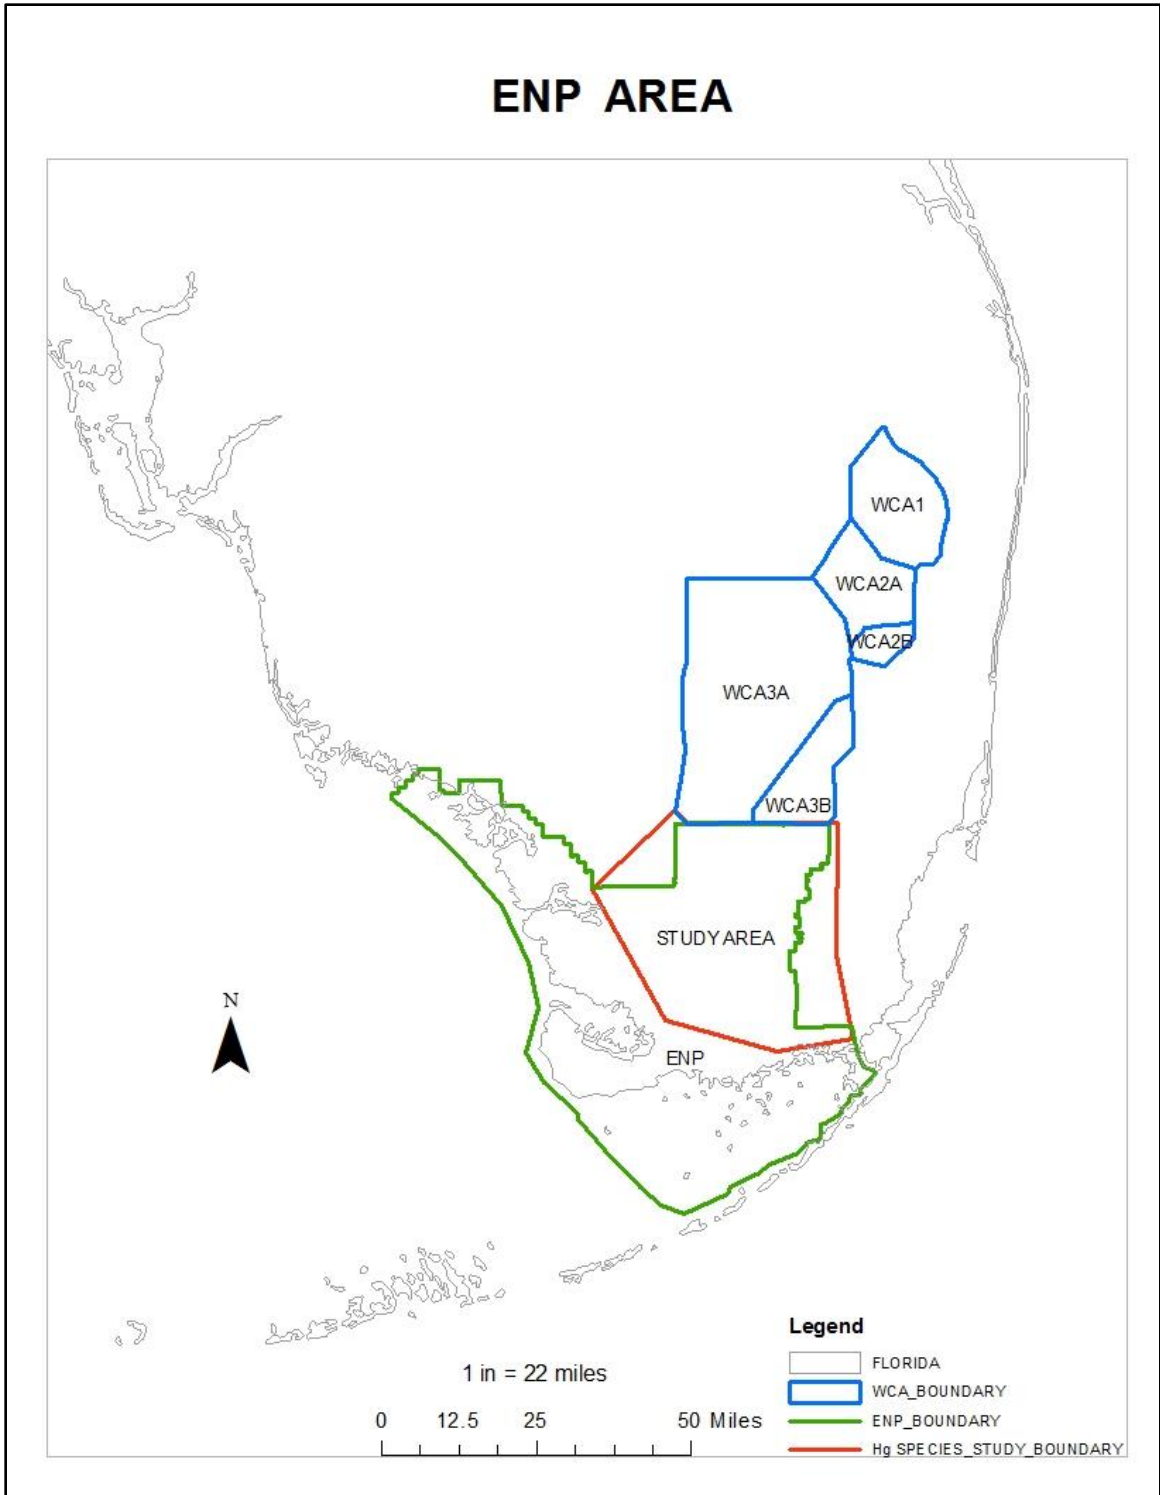 ENP AREA
WCA1
WCA2A
WCA2B
WCA3A
WCA3B
STUDY AREA
N
ENP
Legend
FLORIDA
WCA_BOUNDARY
ENP_BOUNDARY
Hg SPECIES_STUDY_BOUNDARY
1 in = 22 miles
0 12.5 25 50 Miles